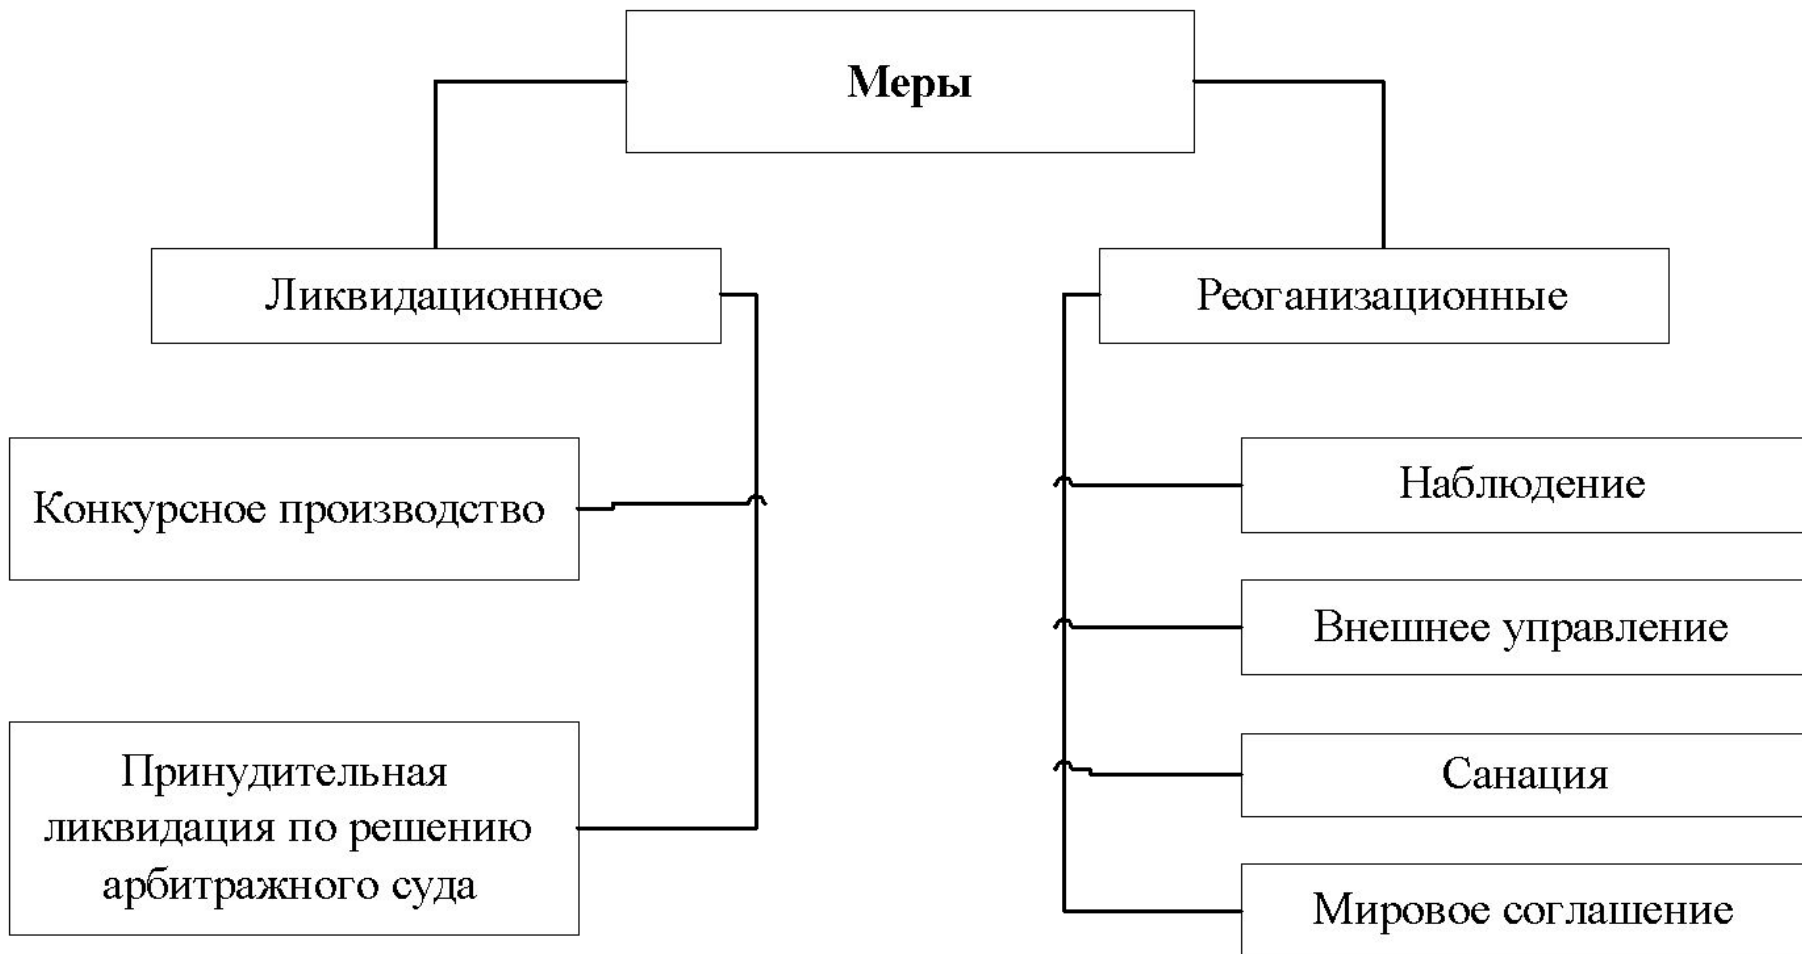 Меры
Ликвидационное
Реоганизационные
Конкурсное производство
Наблюдение
Внешнее управление
Принудительная
ликвидация по решению
арбитражного суда
Санация
Мировое соглашение